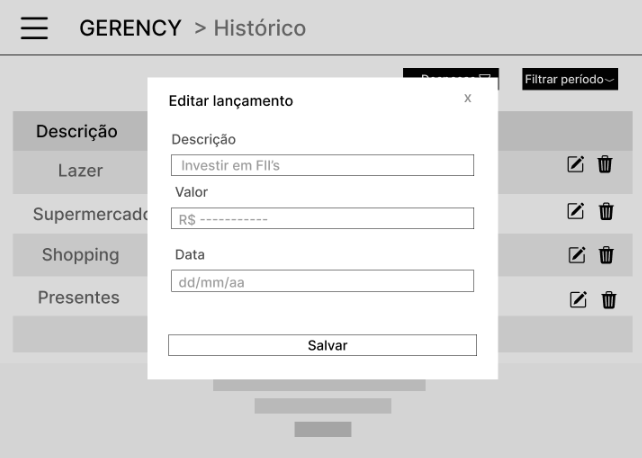 GERENCY > Histórico
Filtrar período
Editar lançamento
x
Descrição
Descrição
Investir em FII's
Lazer
Valor
Supermercado
R$ -----------
Shopping
Data
dd/mm/aa
Presentes
Salvar